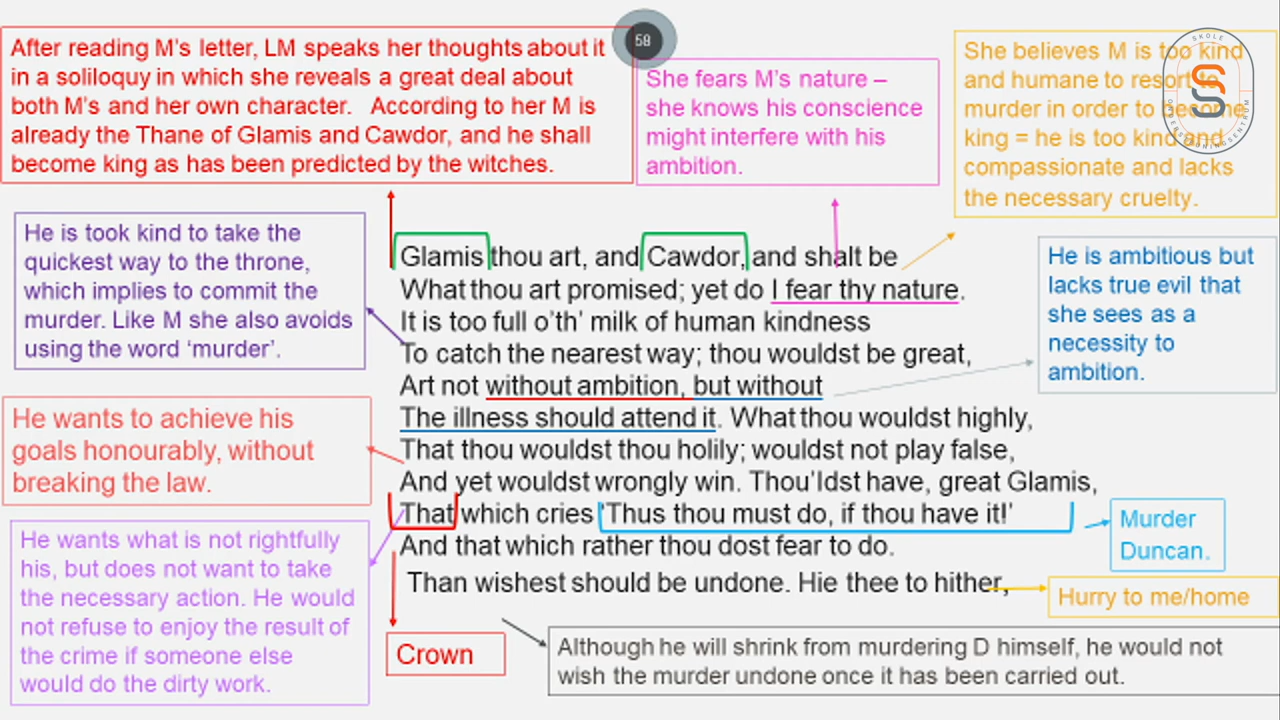 58
After reading M's letter, LM speaks her thoughts about it
in a soliloquy in which she reveals a great deal about
both M's and her own character. According to her M is
already the Thane of Glamis and Cawdor, and he shall
become king as has been predicted by the witches.
She fears M's nature –
she knows his conscience
might interfere with his
ambition.
She believes M is too kind
and humane to resort to
murder in order to become
king = he is too kind and
compassionate and lacks
the necessary cruelty.
SKOLE
He is took kind to take the
quickest way to the throne,
which implies to commit the
murder. Like M she also avoids
using the word 'murder'.
Glamis thou art, and Cawdor, and shalt be
What thou art promised; yet do I fear thy nature.
It is too full o'th' milk of human kindness
To catch the nearest way; thou wouldst be great,
Art not without ambition, but without
The illness should attend it. What thou wouldst highly,
That thou wouldst thou holily; wouldst not play false,
And yet wouldst wrongly win. Thou'ldst have, great Glamis,
That which cries 'Thus thou must do, if thou have it!'
And that which rather thou dost fear to do.
Than wishest should be undone. Hie thee to hither,
He is ambitious but
lacks true evil that
she sees as a
necessity to
ambition.
He wants to achieve his
goals honourably, without
breaking the law.
He wants what is not rightfully
his, but does not want to take
the necessary action. He would
not refuse to enjoy the result of
the crime if someone else
would do the dirty work.
Murder
Duncan.
Hurry to me/home
Crown
Although he will shrink from murdering D himself, he would not
wish the murder undone once it has been carried out.